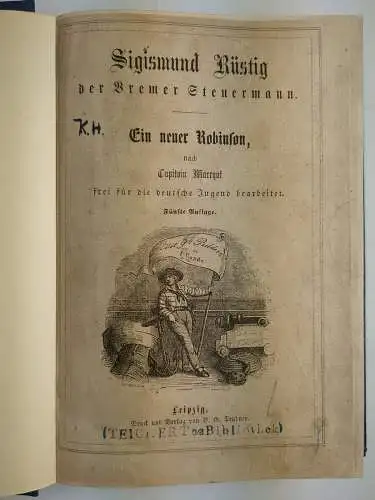 Sigismund Rüstig
der Bremer Steuermann.
K.H.
Ein neuer Robinson,
nach
Capitain Marryat
frei für die deutsche Jugend bearbeitet.
Fünfte Auflage.
Leipzig.
Druck und Verlag von B. G. Teubner.